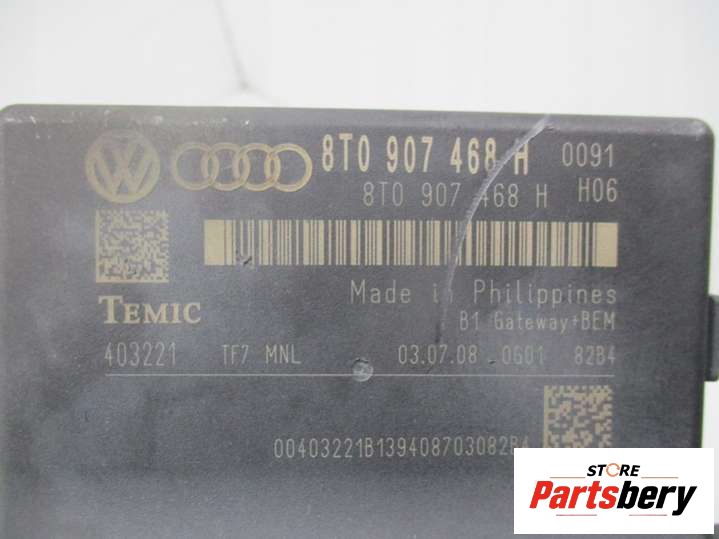 8T0 907 468 H 0091
8T0 907 468 H H06
TEMIC
Made in Philippines
B1 Gateway+BEM
403221 TF7 MNL 03.07.08 0601 82B4
00403221B139408703082B4
STORE
Partsbery